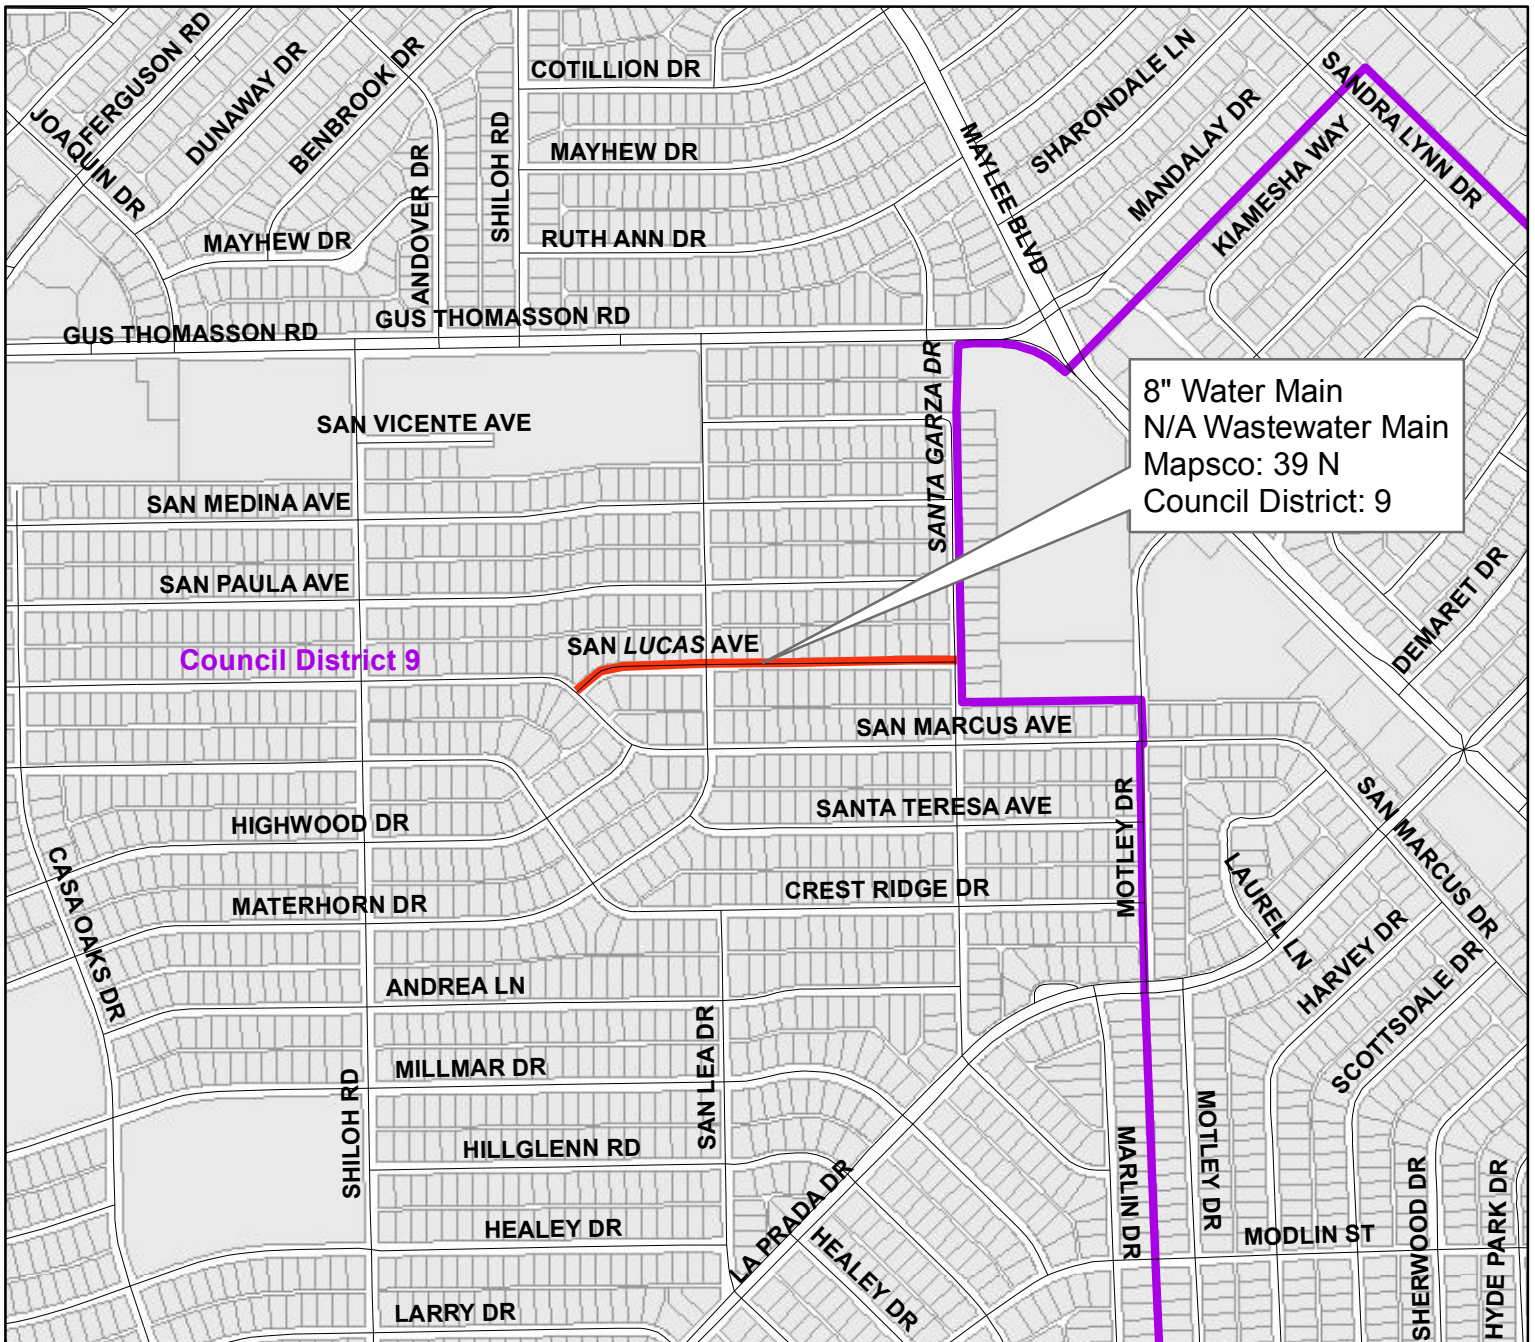 COTILLION DR
FERGUSON RD
DUNAWAY DR
BENBROOK DR
JOAQUIN DR
SHILOH RD
ANDOVER DR
MAYHEW DR
MAYHEW DR
RUTH ANN DR
MAYLEE BLVD
SHARONDALE LN
MANDALAY DR
SANDRA LYNN DR
KIAMESHA WAY
GUS THOMASSON RD
GUS THOMASSON RD
SANTA GARZA DR
8" Water Main
N/A Wastewater Main
Mapsco: 39 N
Council District: 9
SAN VICENTE AVE
SAN MEDINA AVE
SAN PAULA AVE
DEMARET DR
Council District 9
SAN LUCAS AVE
SAN MARCUS AVE
SANTA TERESA AVE
MOTLEY DR
SAN MARCUS DR
HIGHWOOD DR
CASA OAKS DR
MATERHORN DR
CREST RIDGE DR
LAUREL LN
HARVEY DR
SCOTTSDALE DR
ANDREA LN
SAN LEA DR
MILLMAR DR
SHILOH RD
HILLGLENN RD
MARLIN DR
MOTLEY DR
LA PRADA DR
HEALEY DR
HEALEY DR
MODLIN ST
SHERWOOD DR
HYDE PARK DR
LARRY DR